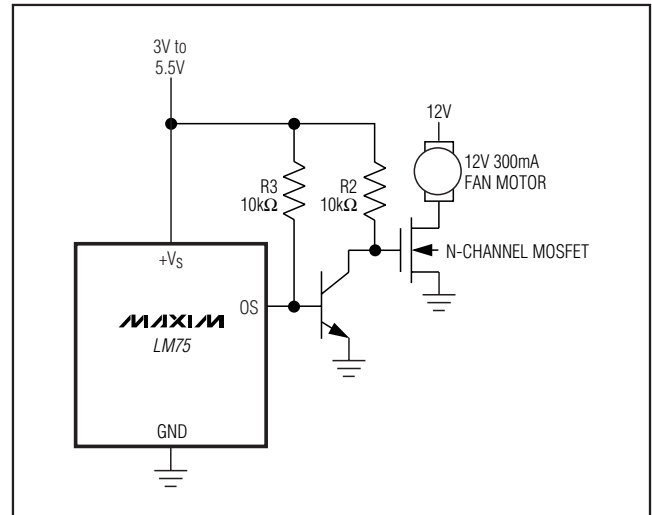 3V to
5.5V
12V
12V 300mA
FAN MOTOR
R3
10kΩ
R2
10kΩ
N-CHANNEL MOSFET
+VS
OS
MAXIM
LM75
GND